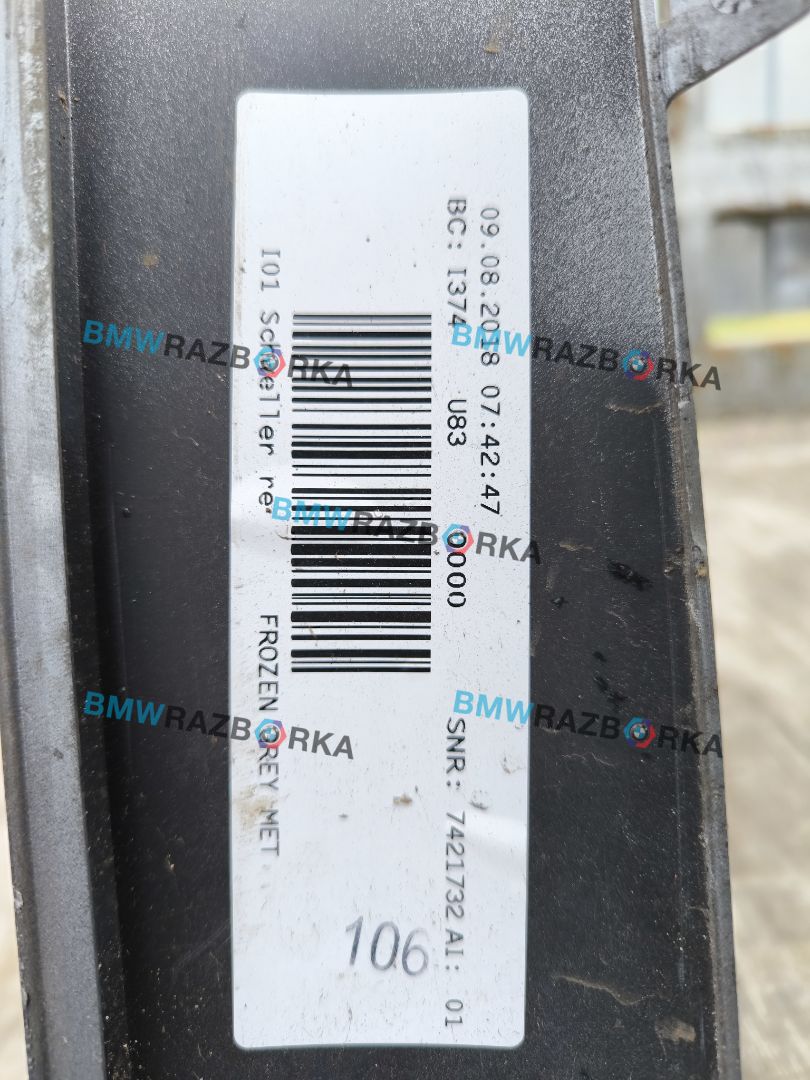 09.08.2018 07:42:47
BC: I374 U83 0000 SNR: 7421732 AI: 01
I01 Schweller re. FROZEN GREY MET.
106
BMWRAZBORKA
BMWRAZBORKA
BMWRAZBORKA
BMWRAZBORKA
BMWRAZBORKA